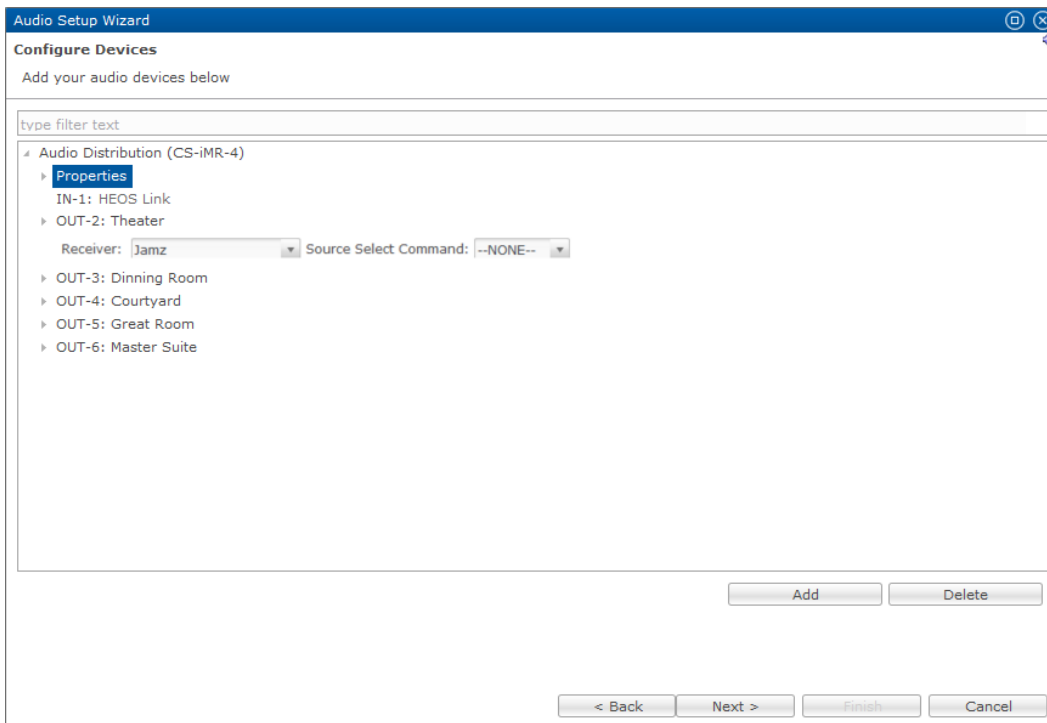 Audio Setup Wizard
Configure Devices
Add your audio devices below
type filter text
Audio Distribution (CS-iMR-4)
Properties
IN-1: HEOS Link
OUT-2: Theater
Receiver: Jamz Source Select Command: --NONE--
OUT-3: Dinning Room
OUT-4: Courtyard
OUT-5: Great Room
OUT-6: Master Suite
Add Delete
< Back Next > Finish Cancel